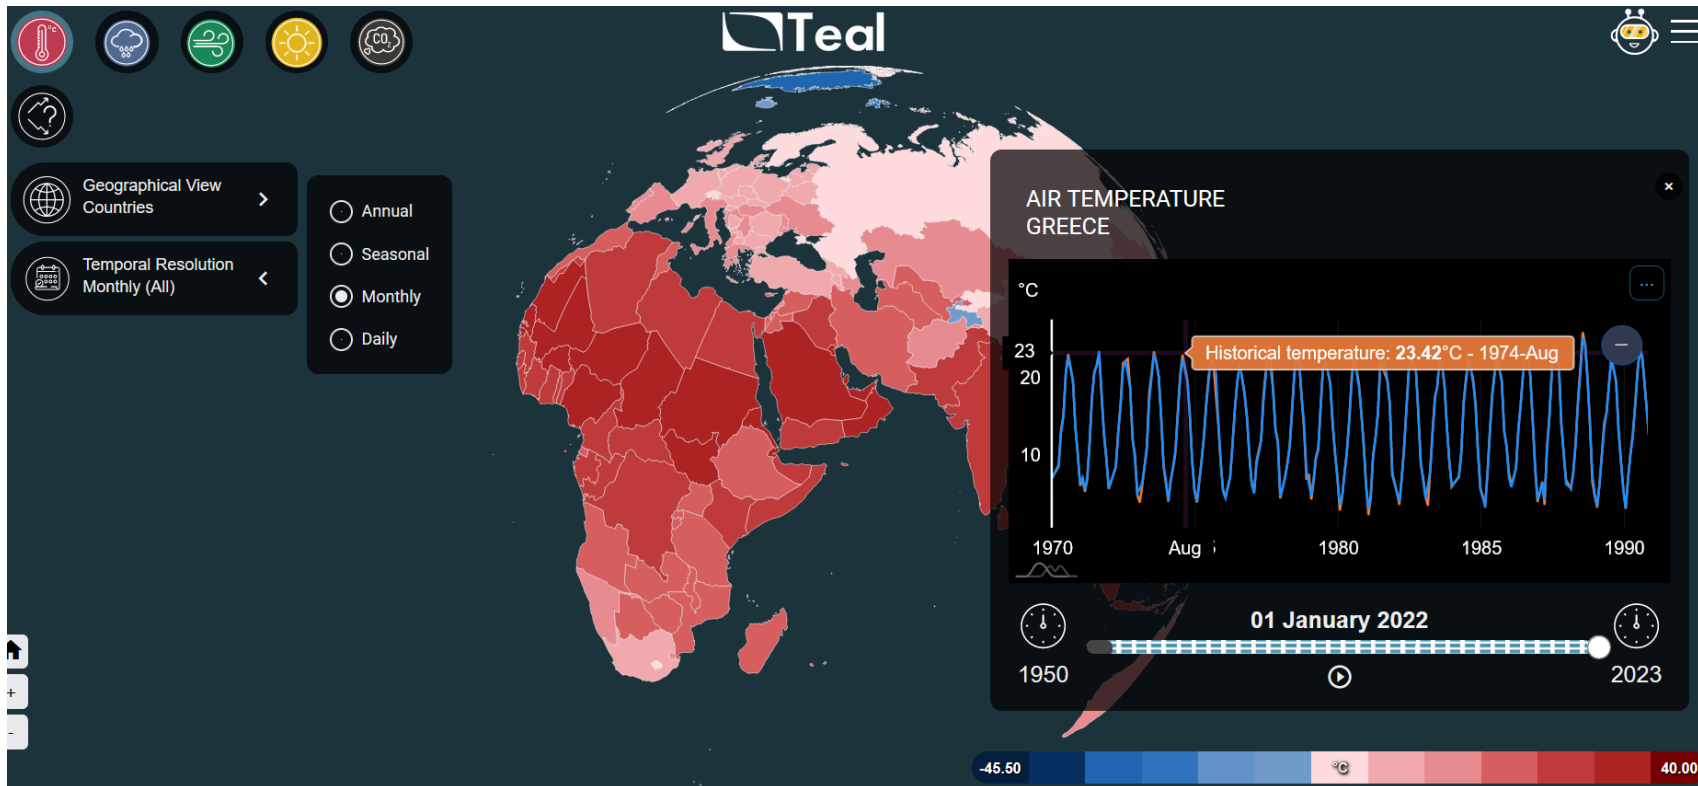 °C
CO₂
Teal
?
Geographical View
Countries
Temporal Resolution
Monthly (All)
Annual
Seasonal
Monthly
Daily
AIR TEMPERATURE
GREECE
×
°C
...
23
20
10
Historical temperature: 23.42°C - 1974-Aug
−
1970
Aug
1980
1985
1990
01 January 2022
1950
2023
+
-
-45.50
°C
40.00